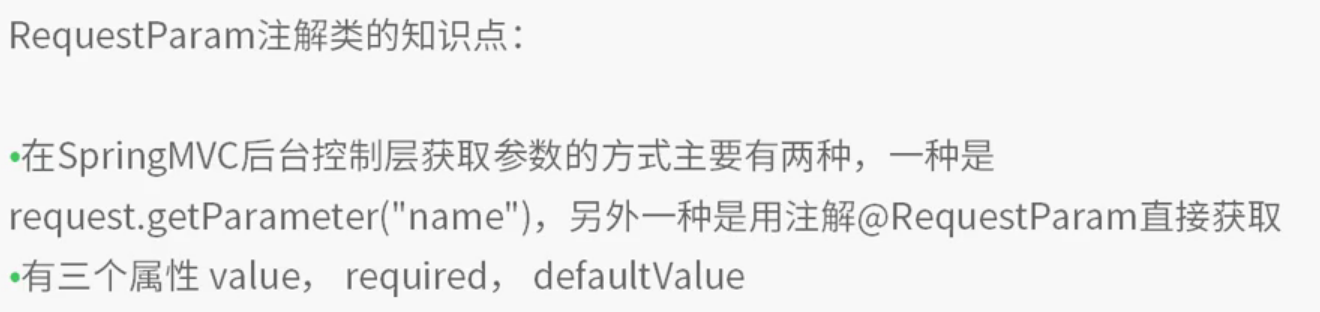 RequestParam注解类的知识点：
•在SpringMVC后台控制层获取参数的方式主要有两种，一种是
request.getParameter("name")，另外一种是用注解@RequestParam直接获取
•有三个属性 value， required， defaultValue